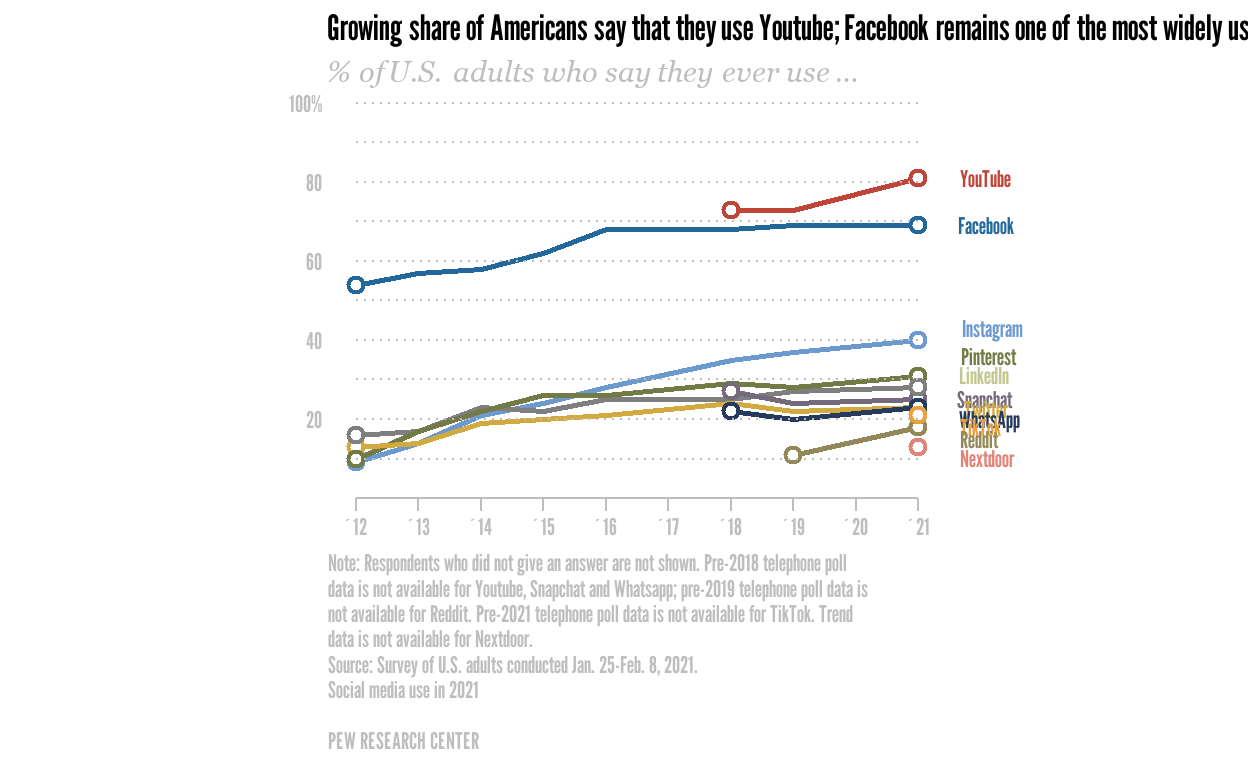 Growing share of Americans say that they use Youtube; Facebook remains one of the most widely us
% of U.S. adults who say they ever use ...
100%
80
60
40
20
YouTube
Facebook
Instagram
Pinterest
LinkedIn
Snapchat
Twitter
WhatsApp
TikTok
Reddit
Nextdoor
´12 ´13 ´14 ´15 ´16 ´17 ´18 ´19 ´20 ´21
Note: Respondents who did not give an answer are not shown. Pre-2018 telephone poll
data is not available for Youtube, Snapchat and Whatsapp; pre-2019 telephone poll data is
not available for Reddit. Pre-2021 telephone poll data is not available for TikTok. Trend
data is not available for Nextdoor.
Source: Survey of U.S. adults conducted Jan. 25-Feb. 8, 2021.
Social media use in 2021
PEW RESEARCH CENTER